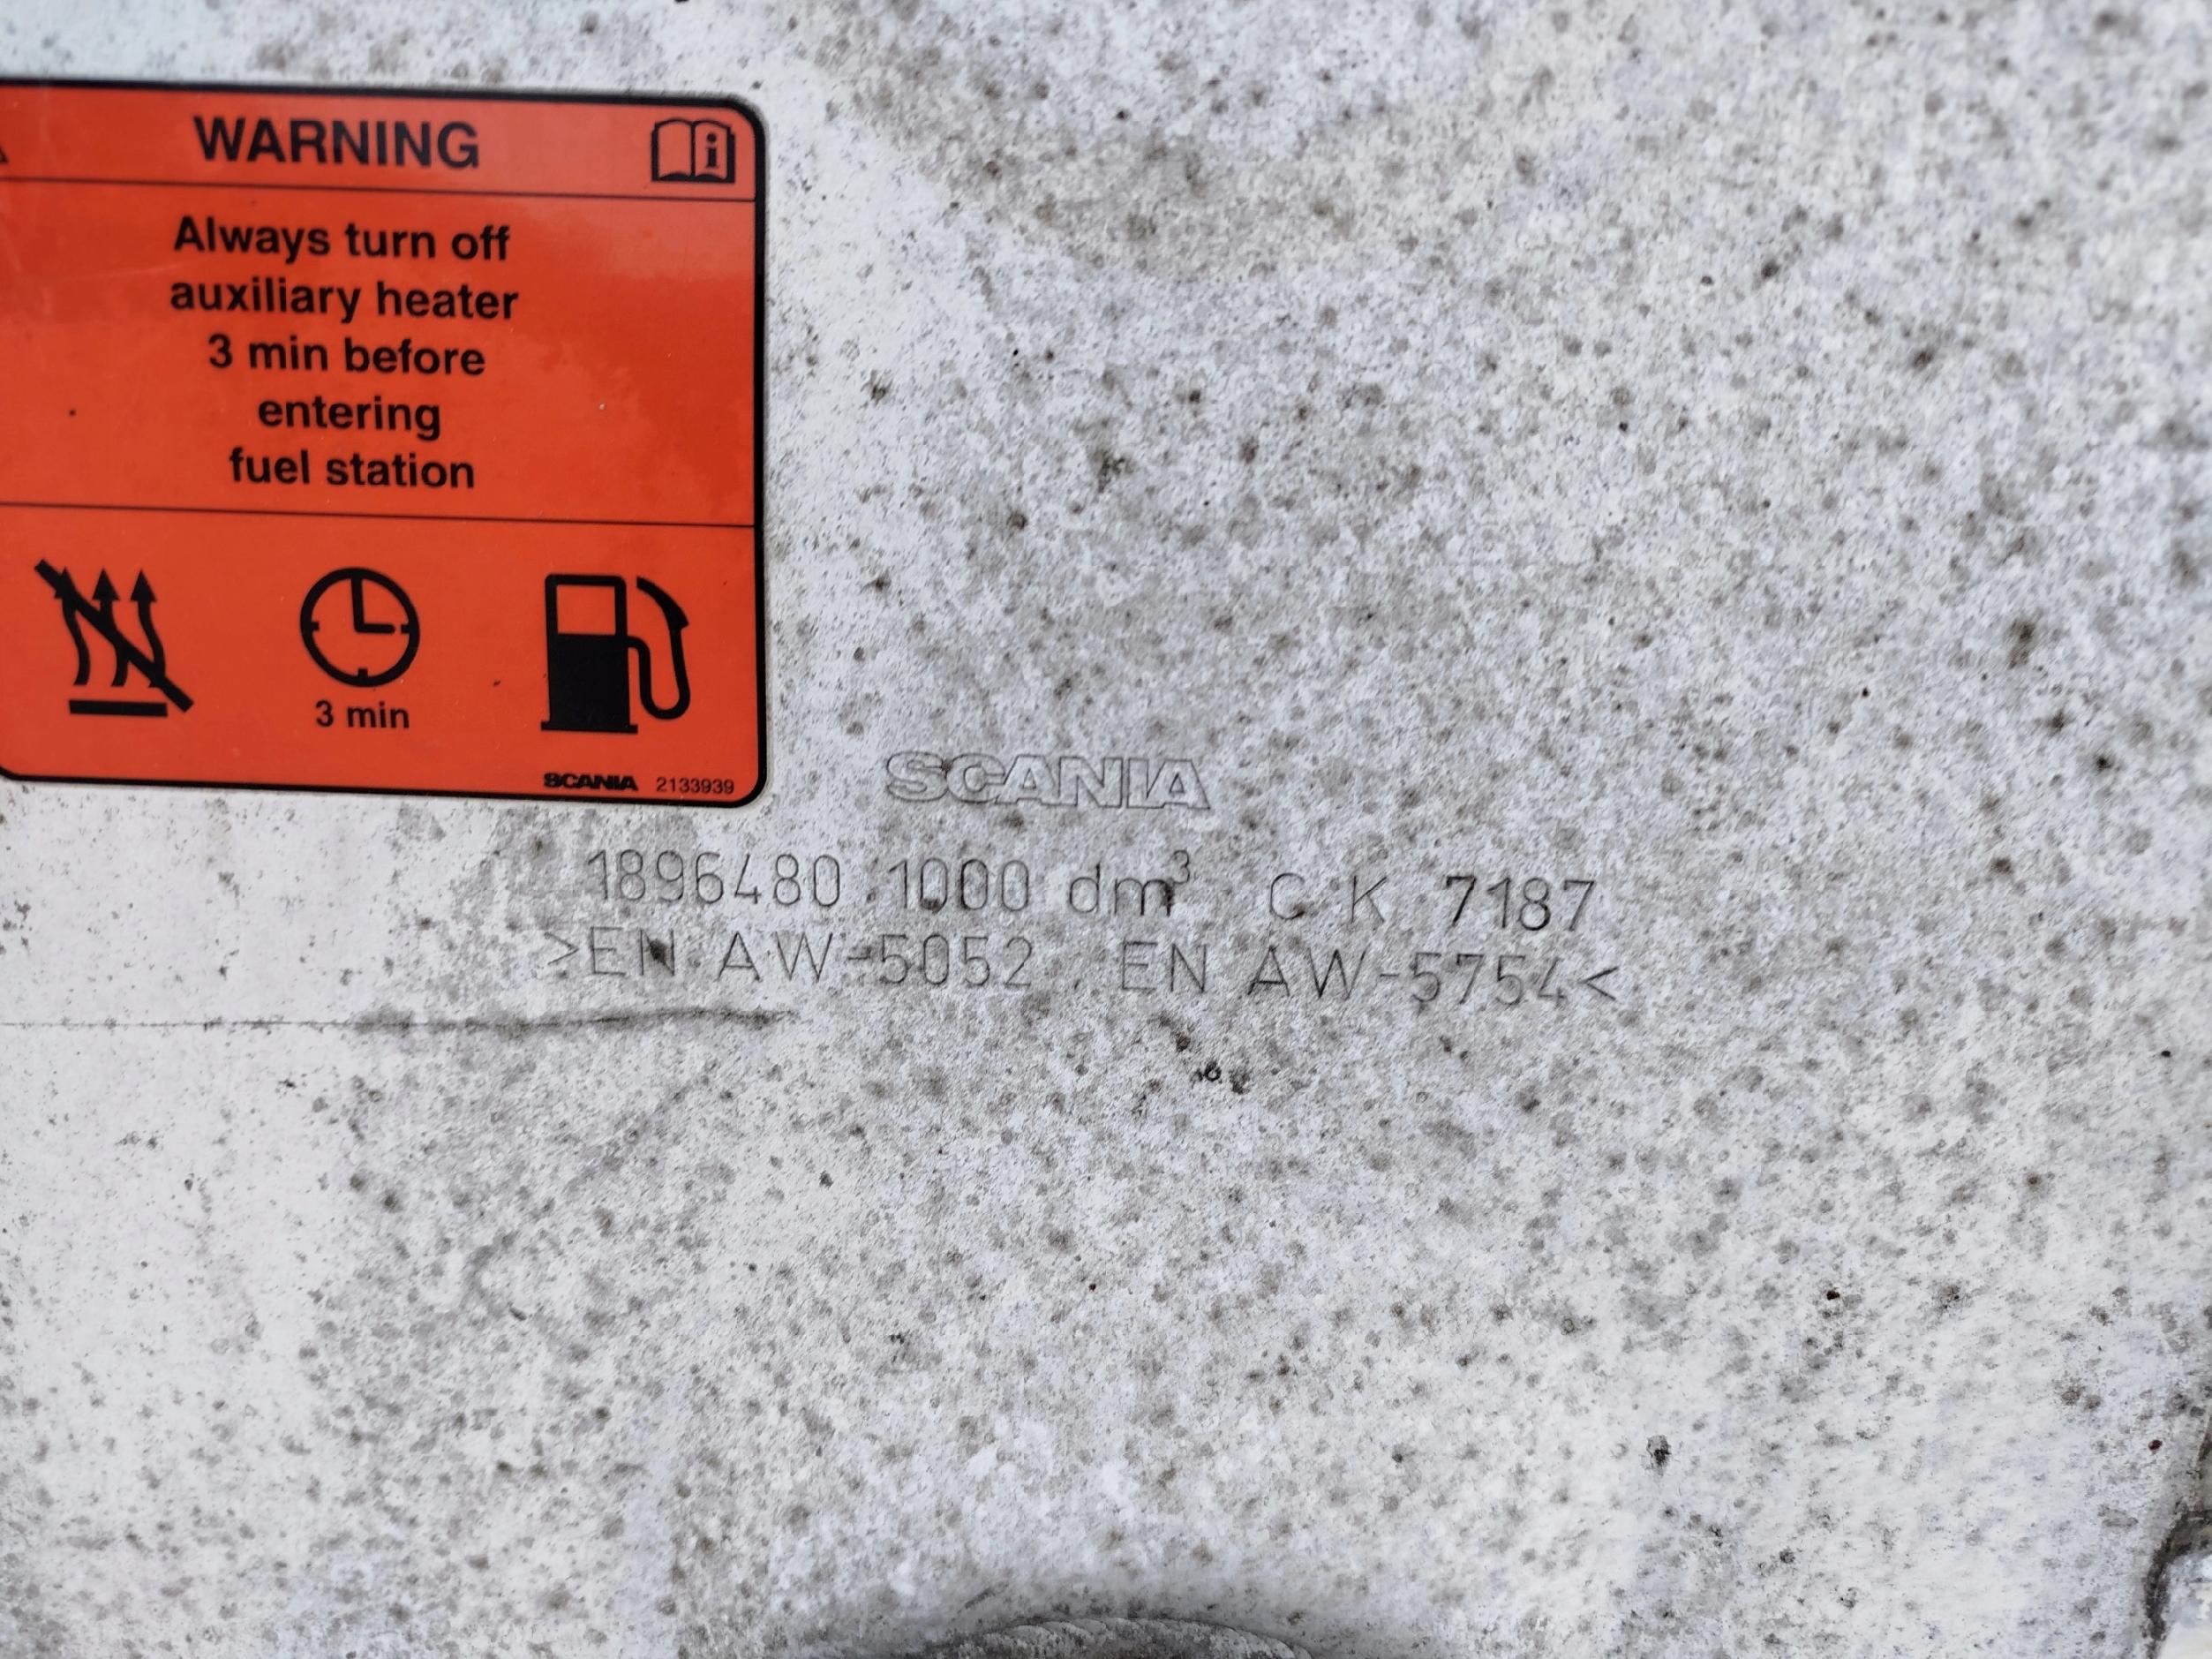 WARNING
Always turn off
auxiliary heater
3 min before
entering
fuel station
3 min
SCANIA 2133939
SCANIA
1896480 1000 dm³ C K 7187
>EN AW-5052, EN AW-5754<